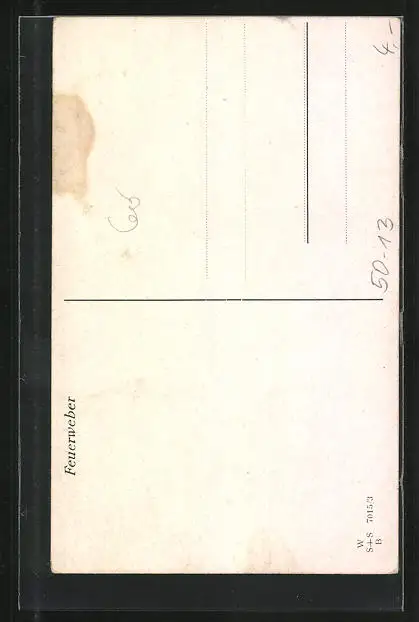 Feuerweber
W
S+S 7015/3
B
50-13
4,-